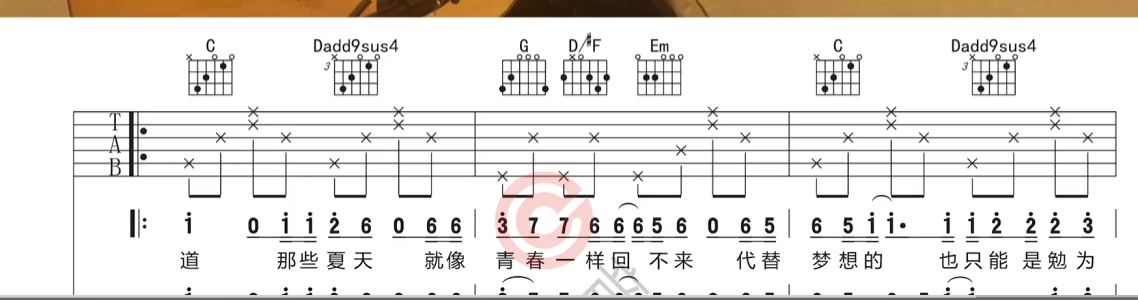 C Dadd9sus4 G D/#F Em C Dadd9sus4
3 3
T
A
B
1 0 1 1 2 6 0 6 6 3 7 7 6 6 6 5 6 0 6 5 6 5 1 1· 1 1 2 2 2 3
道 那些夏天 就像 青春一样回不来 代替 梦想的 也只能是勉为